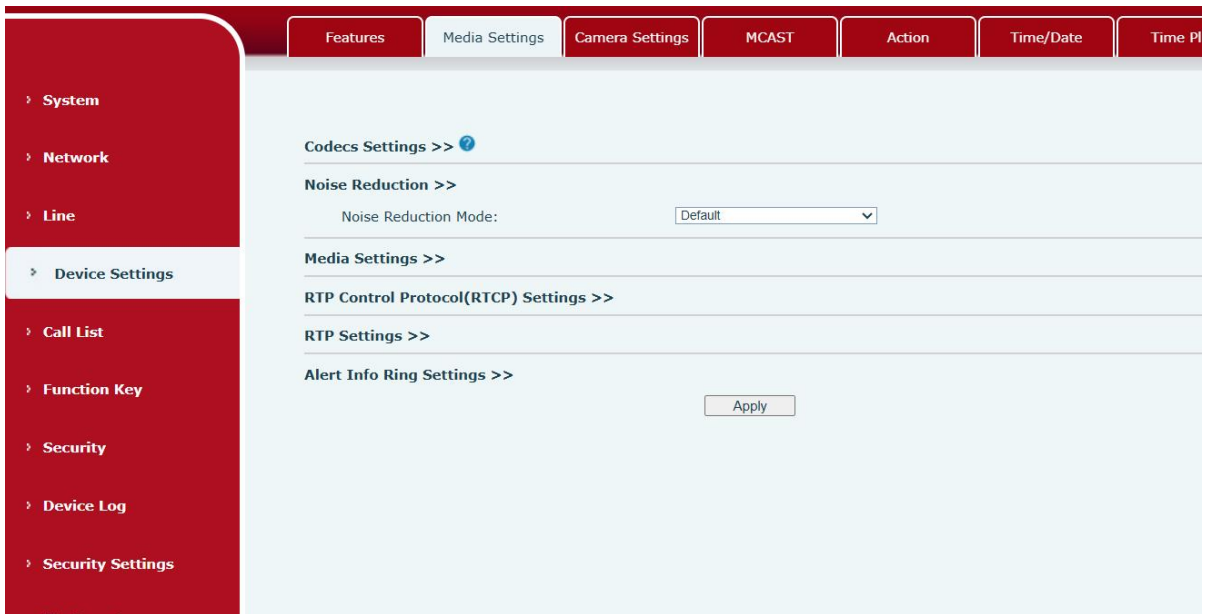 Features
Media Settings
Camera Settings
MCAST
Action
Time/Date
Time Pl
System
Network
Line
Device Settings
Call List
Function Key
Security
Device Log
Security Settings
Codecs Settings >> ?
Noise Reduction >>
Noise Reduction Mode: Default
Media Settings >>
RTP Control Protocol(RTCP) Settings >>
RTP Settings >>
Alert Info Ring Settings >>
Apply